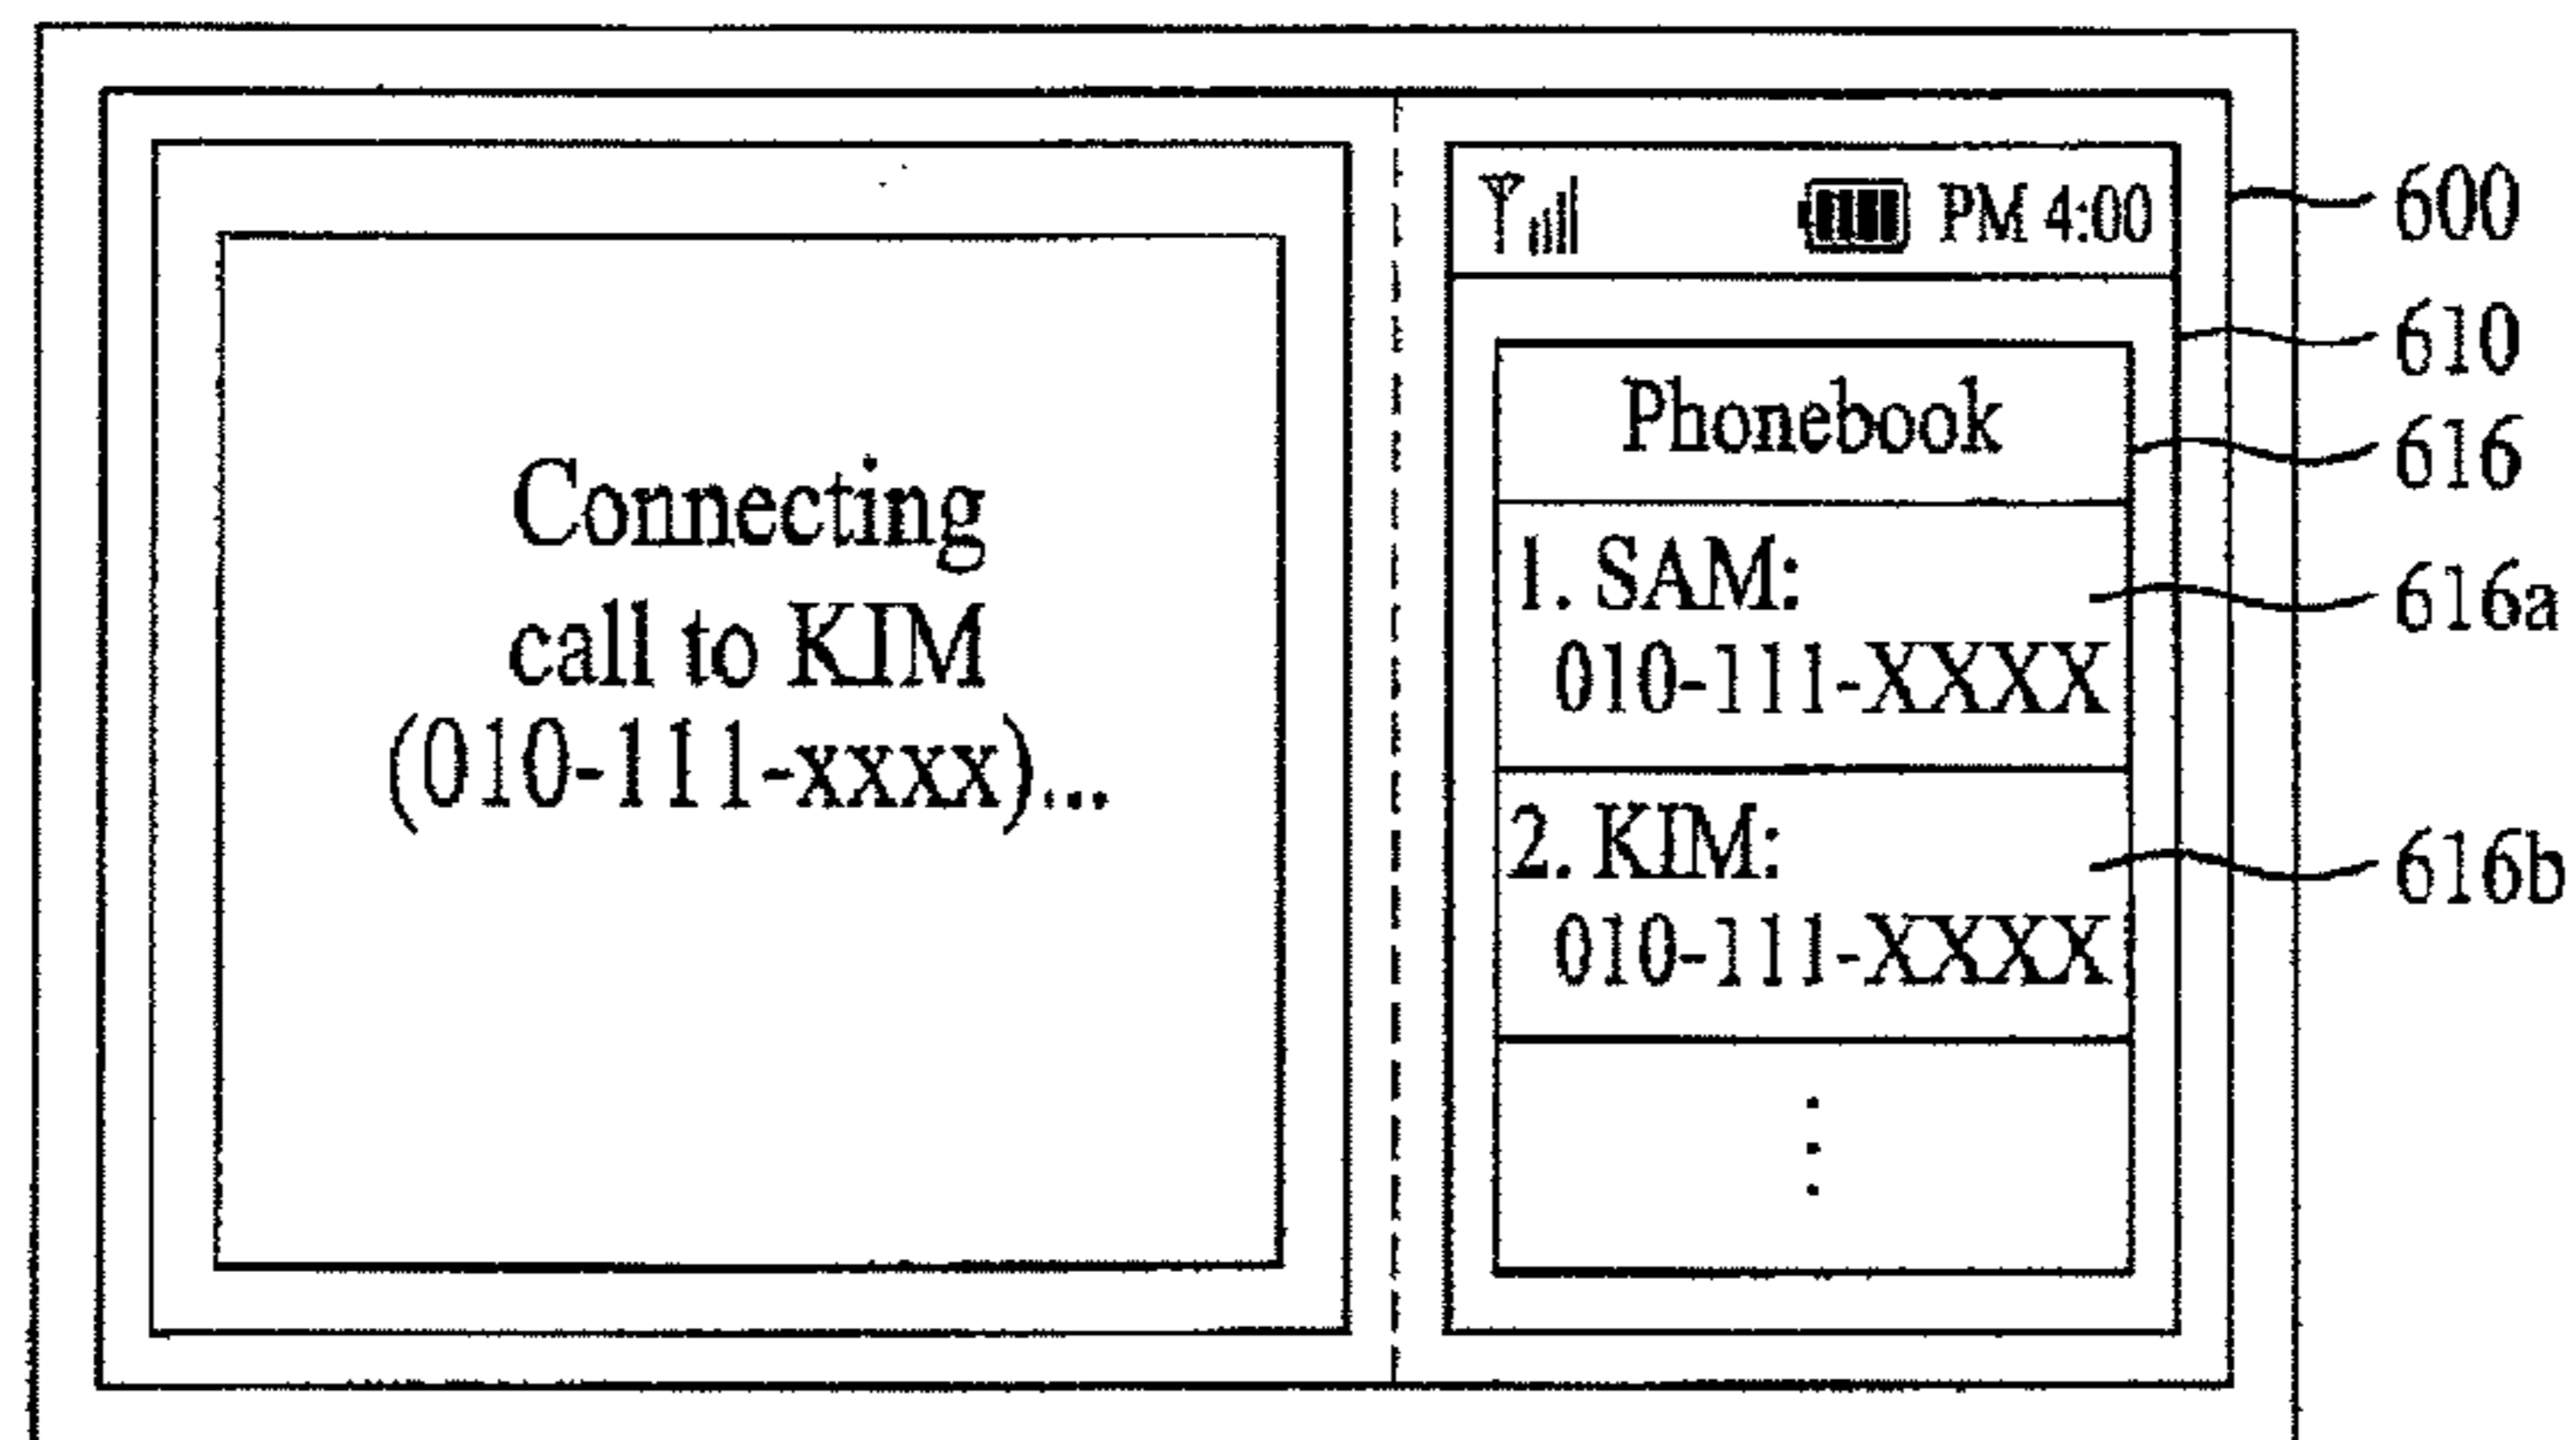 Connecting
call to KIM
(010-111-xxxx)...
PM 4:00
Phonebook
1. SAM:
010-111-XXXX
2. KIM:
010-111-XXXX
600
610
616
616a
616b